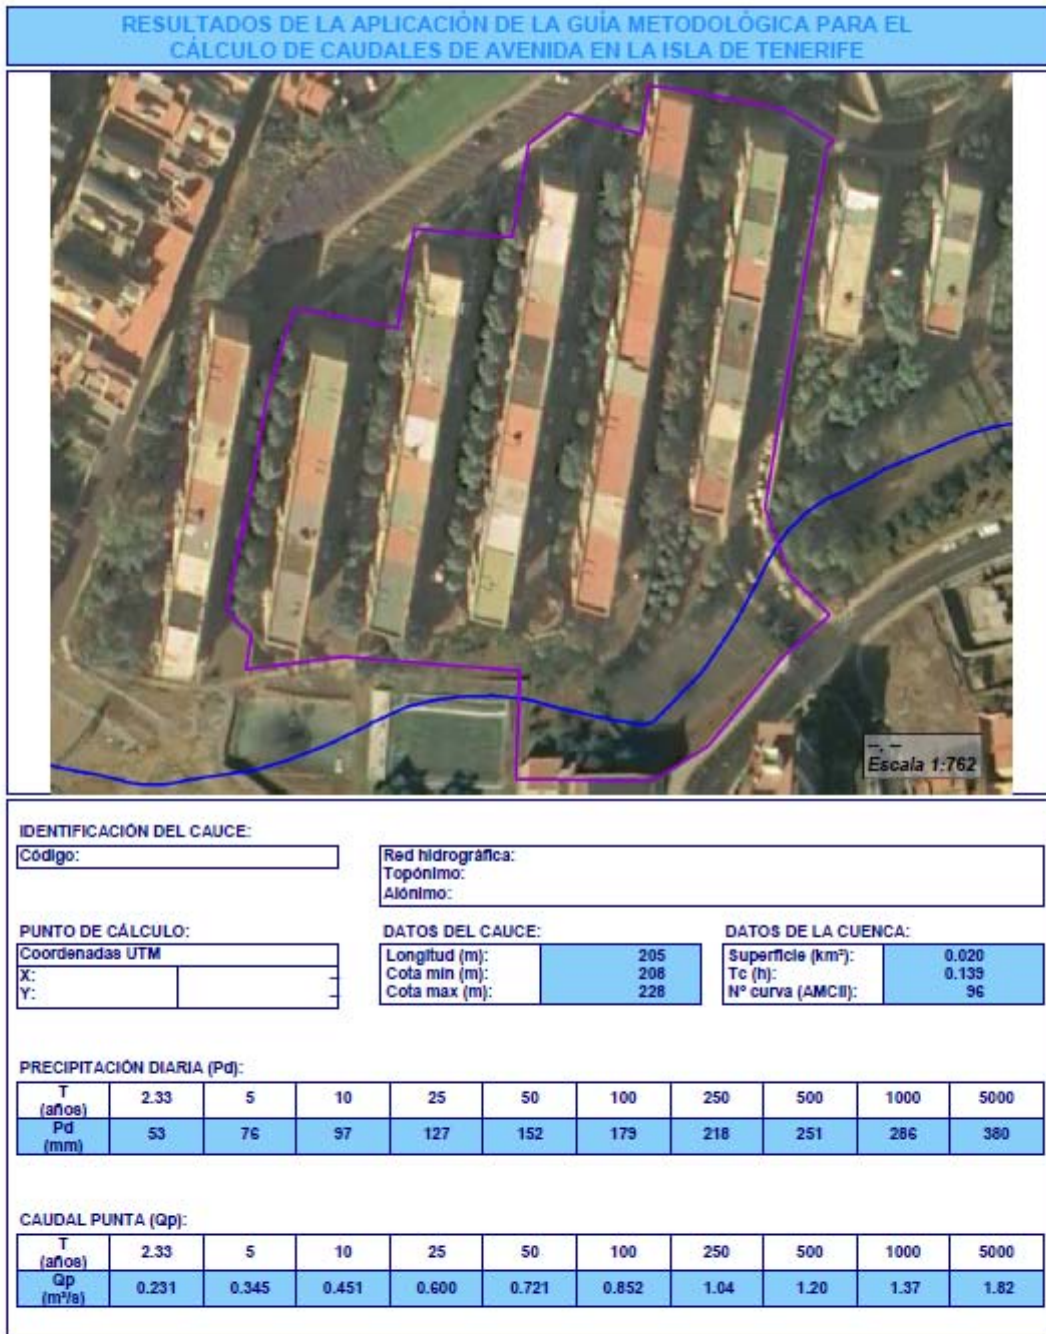 RESULTADOS DE LA APLICACIÓN DE LA GUÍA METODOLÓGICA PARA EL
CÁLCULO DE CAUDALES DE AVENIDA EN LA ISLA DE TENERIFE
--, --
Escala 1:762
IDENTIFICACIÓN DEL CAUCE:
Código:
Red hidrográfica:
Topónimo:
Alónimo:
PUNTO DE CÁLCULO:
Coordenadas UTM
X: --
Y: --
DATOS DEL CAUCE:
Longitud (m): 205
Cota min (m): 208
Cota max (m): 228
DATOS DE LA CUENCA:
Superficie (km²): 0.020
Tc (h): 0.139
Nº curva (AMCII): 96
PRECIPITACIÓN DIARIA (Pd):
T (años) 2.33 5 10 25 50 100 250 500 1000 5000
Pd (mm) 53 76 97 127 152 179 218 251 286 380
CAUDAL PUNTA (Qp):
T (años) 2.33 5 10 25 50 100 250 500 1000 5000
Qp (m³/s) 0.231 0.345 0.451 0.600 0.721 0.852 1.04 1.20 1.37 1.82